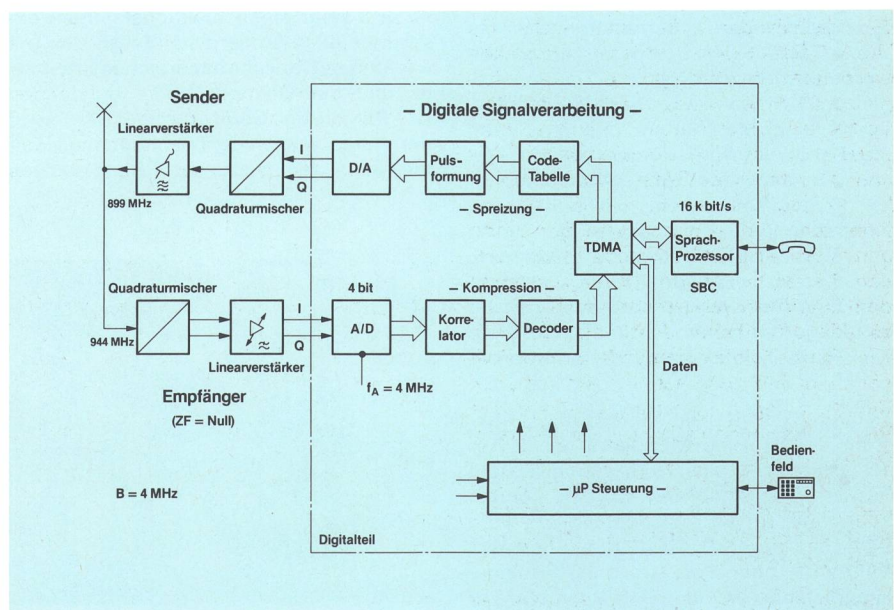 Sender
– Digitale Signalverarbeitung –
Linearverstärker
I
Q
D/A
Puls-
formung
Code-
Tabelle
899 MHz
Quadraturmischer
– Spreizung –
16 k bit/s
TDMA
Sprach-
Prozessor
SBC
Quadraturmischer
4 bit
– Kompression –
I
Q
A/D
Korre-
lator
Decoder
944 MHz
Linearverstärker
Daten
f_A = 4 MHz
Empfänger
(ZF = Null)
Bedien-
feld
– µP Steuerung –
B = 4 MHz
Digitalteil